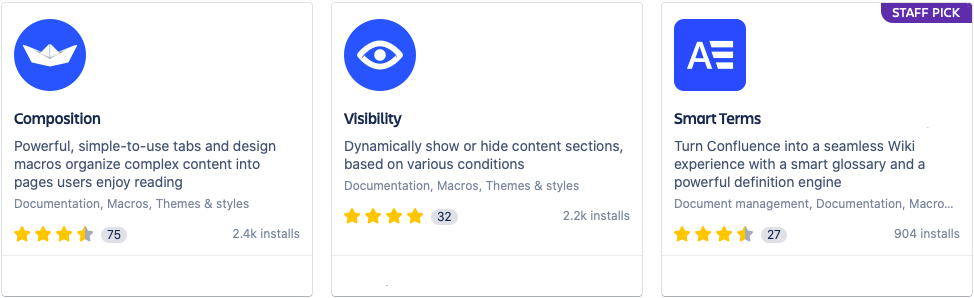 Composition
Powerful, simple-to-use tabs and design
macros organize complex content into
pages users enjoy reading
Documentation, Macros, Themes & styles
75
2.4k installs
Visibility
Dynamically show or hide content sections,
based on various conditions
Documentation, Macros, Themes & styles
32
2.2k installs
STAFF PICK
AE
Smart Terms
Turn Confluence into a seamless Wiki
experience with a smart glossary and a
powerful definition engine
Document management, Documentation, Macro...
27
904 installs